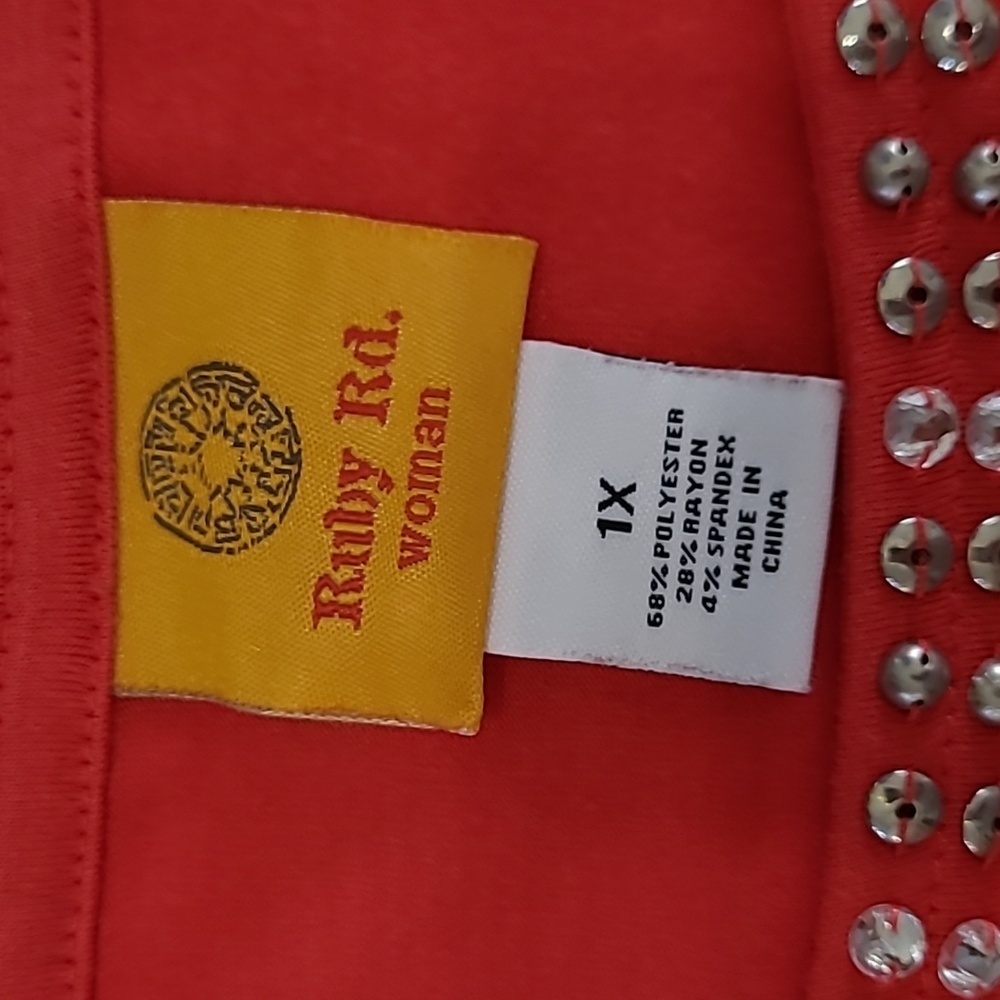 Ruby Rd.
woman
1X
68% POLYESTER
28% RAYON
4% SPANDEX
MADE IN
CHINA